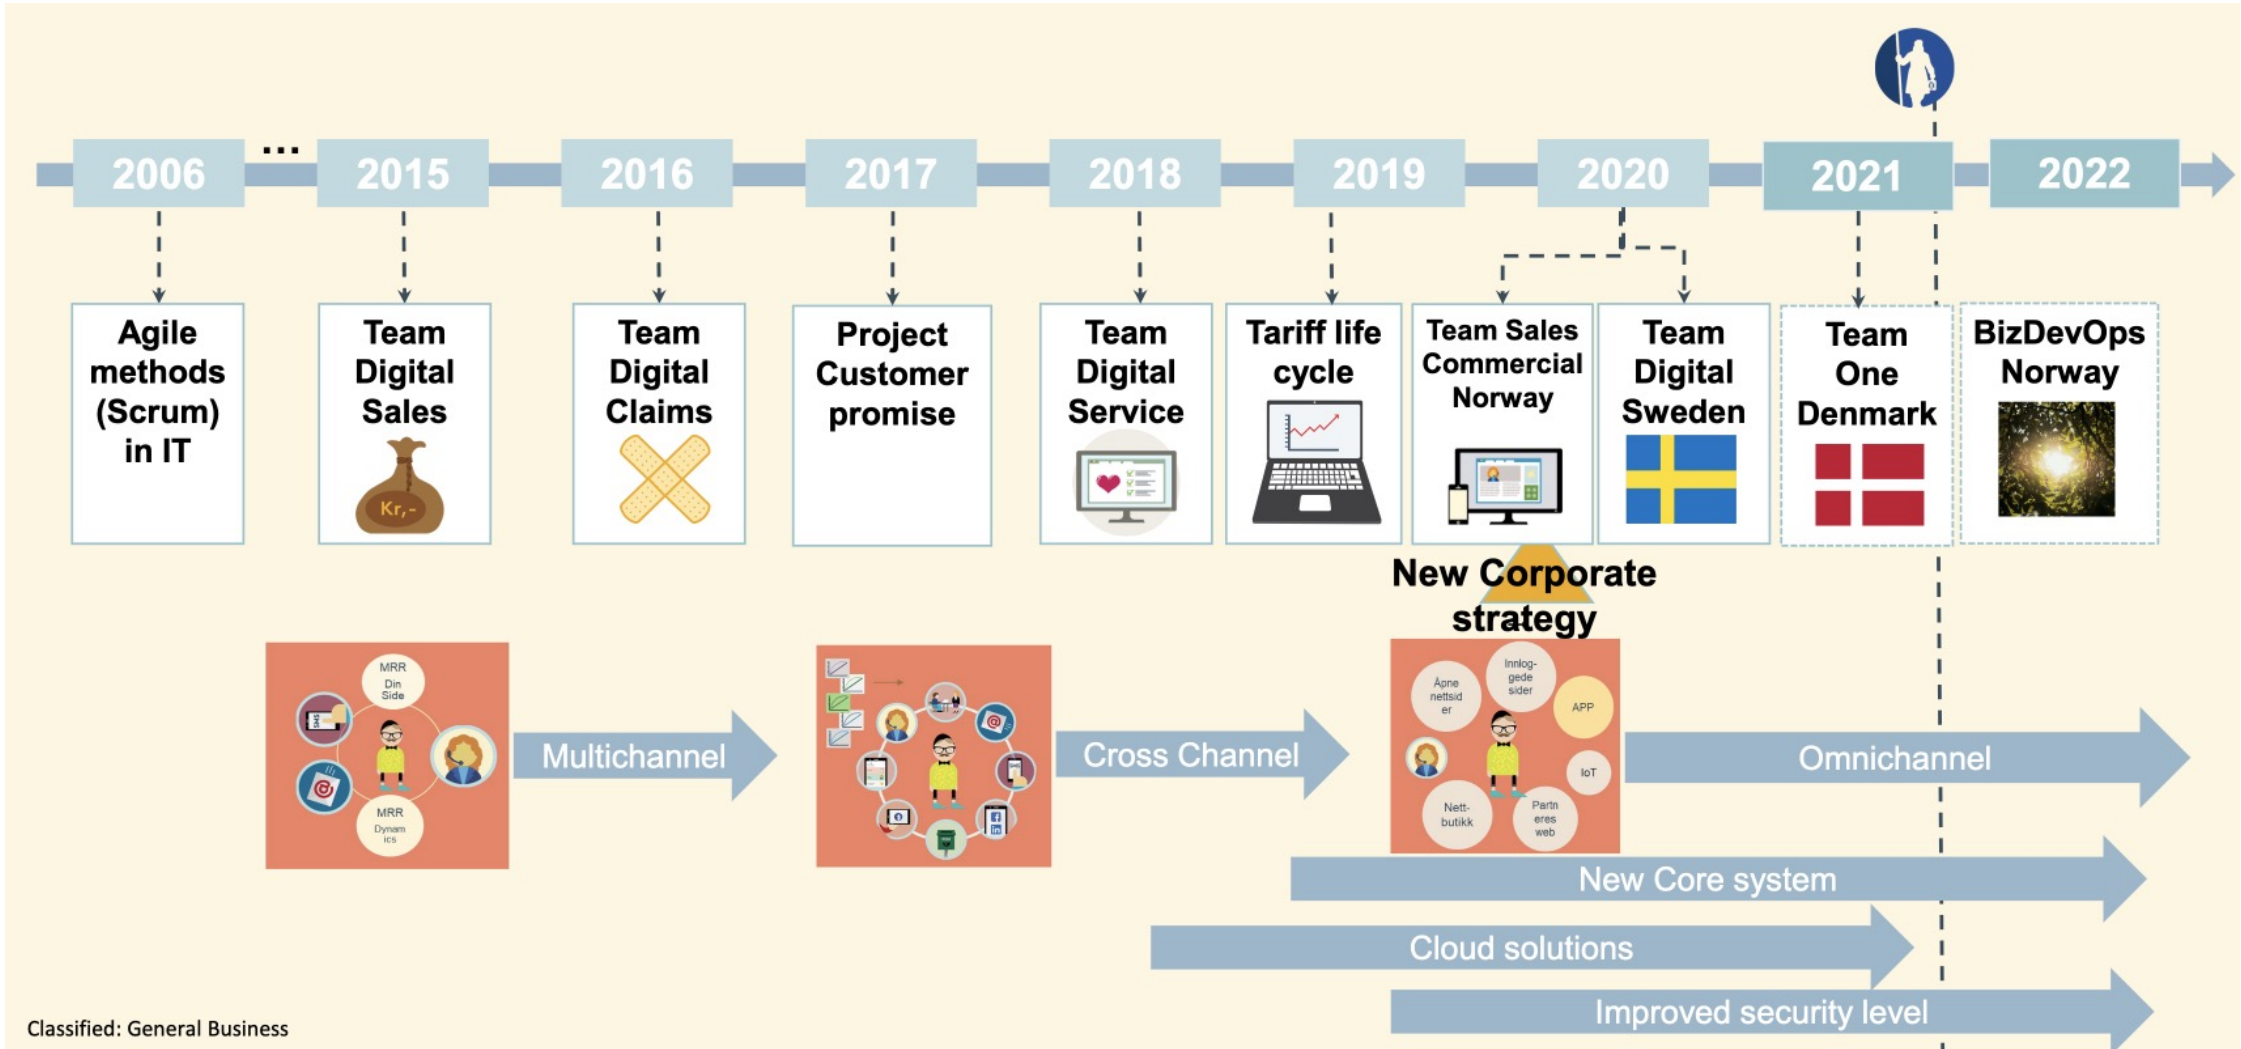 2006
...
2015
2016
2017
2018
2019
2020
2021
2022
Agile
methods
(Scrum)
in IT
Team
Digital
Sales
Kr,-
Team
Digital
Claims
Project
Customer
promise
Team
Digital
Service
Tariff life
cycle
Team Sales
Commercial
Norway
Team
Digital
Sweden
Team
One
Denmark
BizDevOps
Norway
New Corporate
strategy
MRR
Din
Side
SMS
@
MRR
Dynam
ics
Multichannel
@
SMS
Cross Channel
Åpne
nettsid
er
Innlog-
gede
sider
APP
IoT
Nett-
butikk
Partn
eres
web
Omnichannel
New Core system
Cloud solutions
Improved security level
Classified: General Business